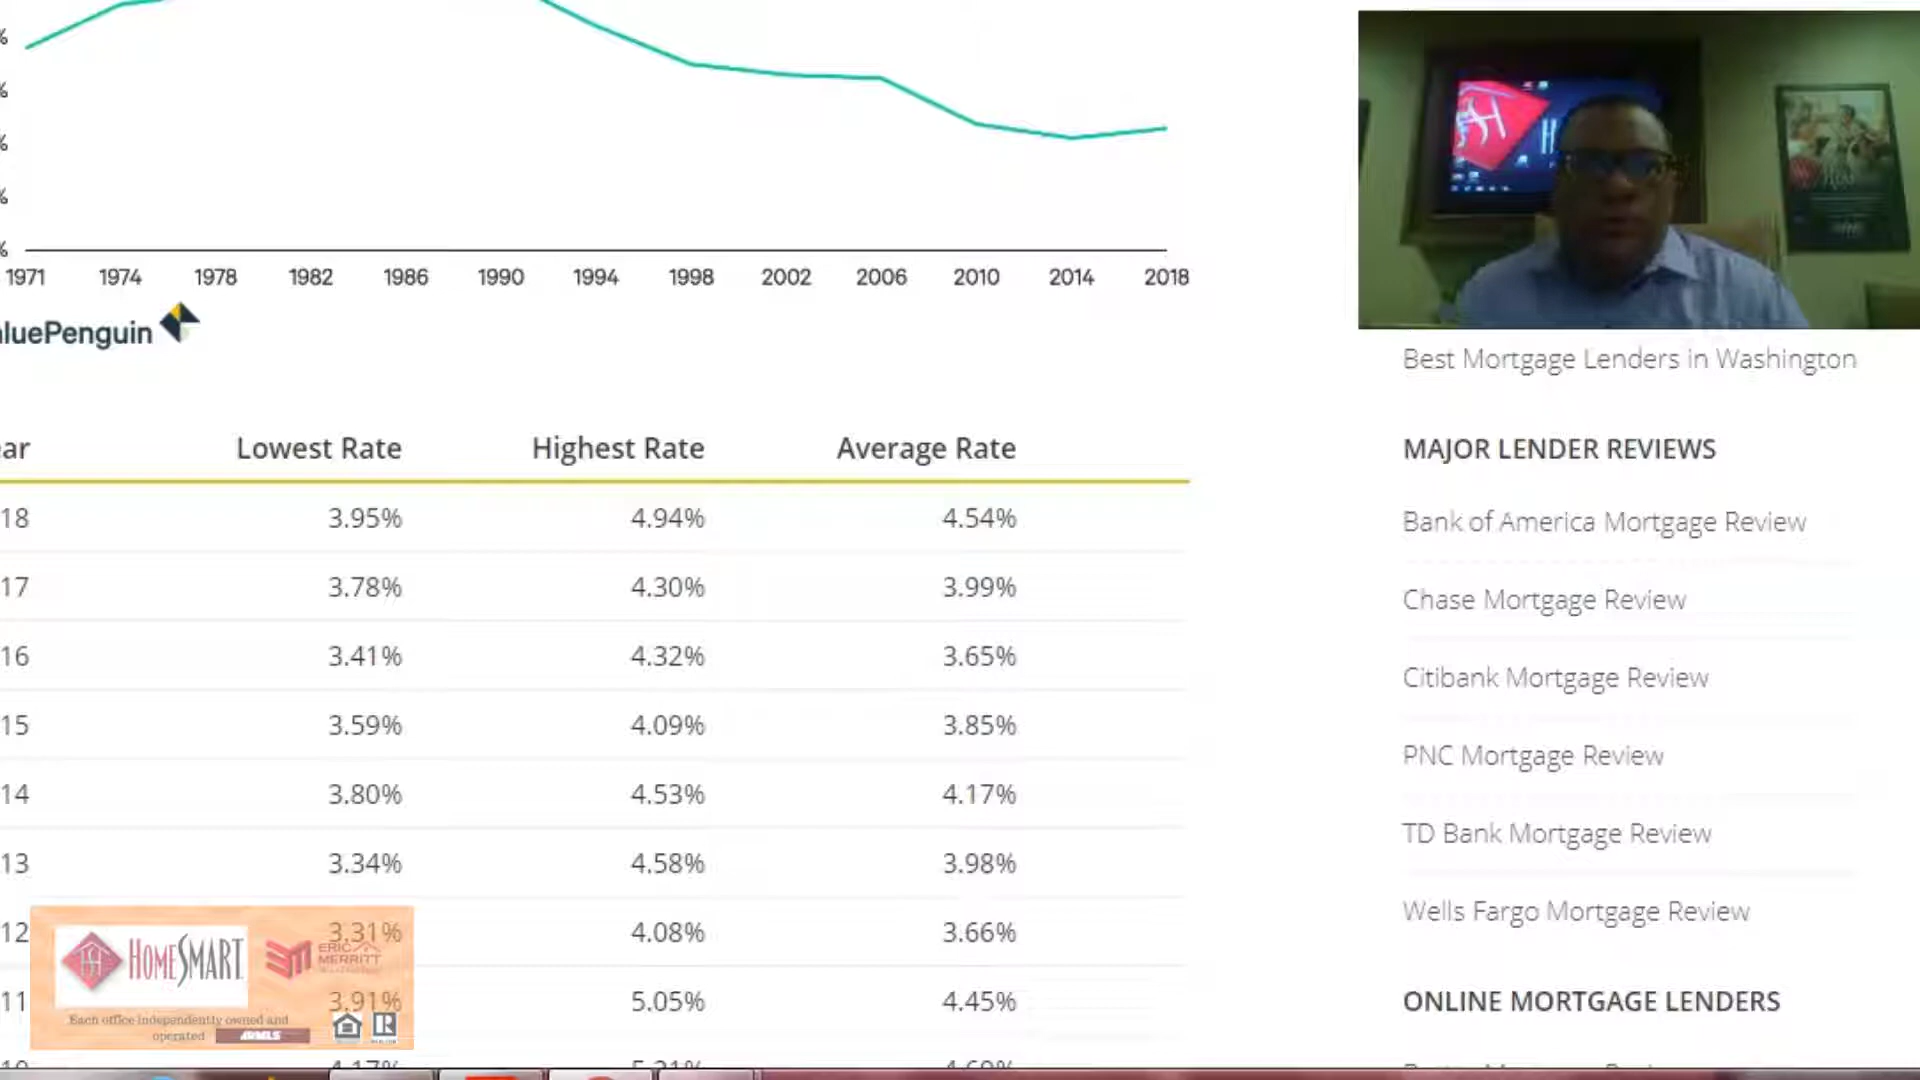 %
%
%
%
%
1971 1974 1978 1982 1986 1990 1994 1998 2002 2006 2010 2014 2018
luePenguin
ar Lowest Rate Highest Rate Average Rate
18 3.95% 4.94% 4.54%
17 3.78% 4.30% 3.99%
16 3.41% 4.32% 3.65%
15 3.59% 4.09% 3.85%
14 3.80% 4.53% 4.17%
13 3.34% 4.58% 3.98%
12 3.31% 4.08% 3.66%
11 3.91% 5.05% 4.45%
HOMESMART
ERIC
MERRITT
Each office independently owned and
operated ARMLS
Best Mortgage Lenders in Washington
MAJOR LENDER REVIEWS
Bank of America Mortgage Review
Chase Mortgage Review
Citibank Mortgage Review
PNC Mortgage Review
TD Bank Mortgage Review
Wells Fargo Mortgage Review
ONLINE MORTGAGE LENDERS